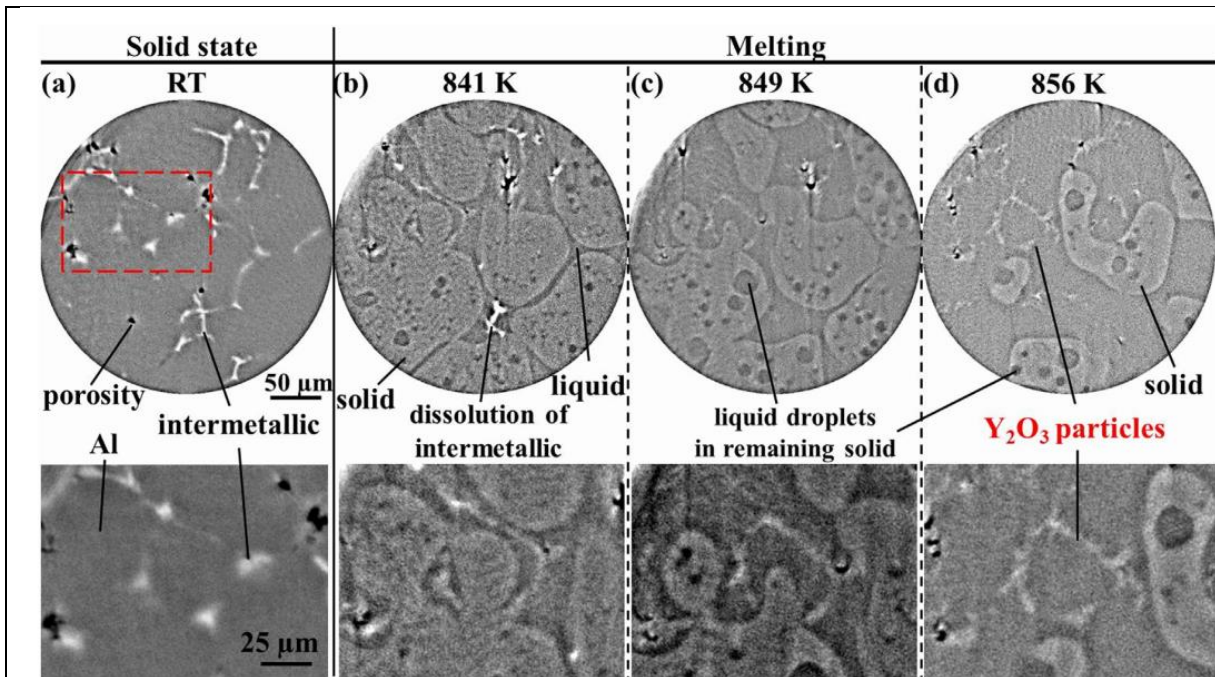 Solid state
Melting
(a) RT
(b) 841 K
(c) 849 K
(d) 856 K
porosity
50 µm
solid
liquid
solid
intermetallic
dissolution of
intermetallic
liquid droplets
in remaining solid
Y₂O₃ particles
Al
25 µm